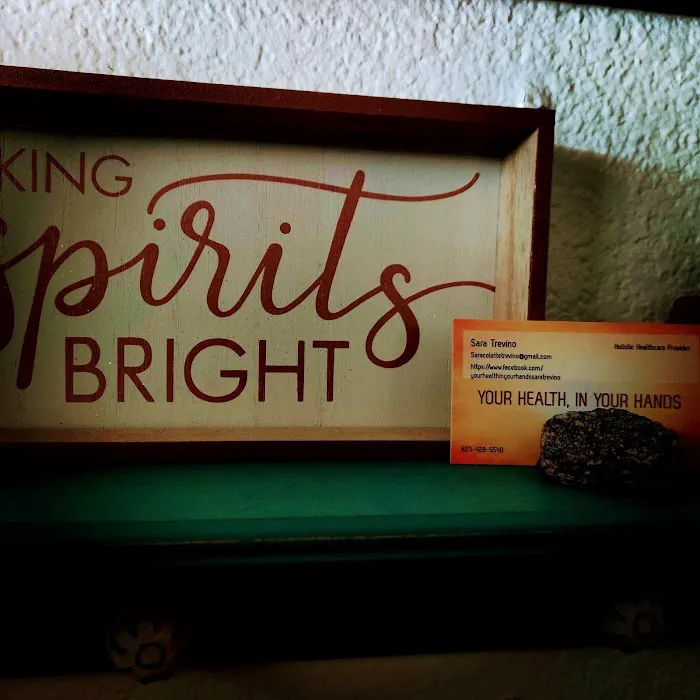 KING
Spirits
BRIGHT
Sara Trevino
Holistic Healthcare Provider
Saracolettetrevino@gmail.com
https://www.facebook.com/
yourhealthinyourhandssaratrevino
YOUR HEALTH, IN YOUR HANDS